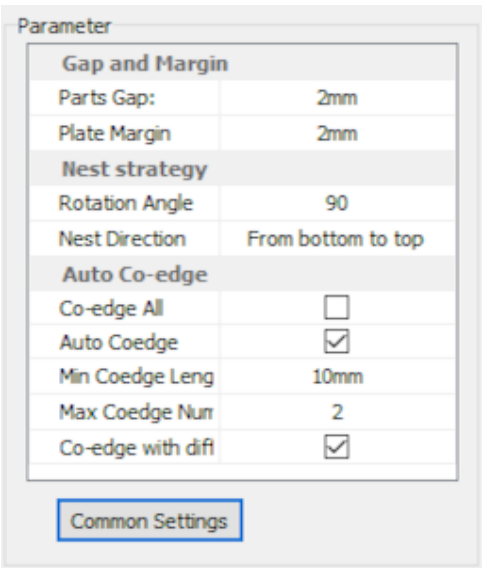 Parameter
Gap and Margin
Parts Gap: 2mm
Plate Margin 2mm
Nest strategy
Rotation Angle 90
Nest Direction From bottom to top
Auto Co-edge
Co-edge All
Auto Coedge
Min Coedge Leng 10mm
Max Coedge Num 2
Co-edge with diff
Common Settings